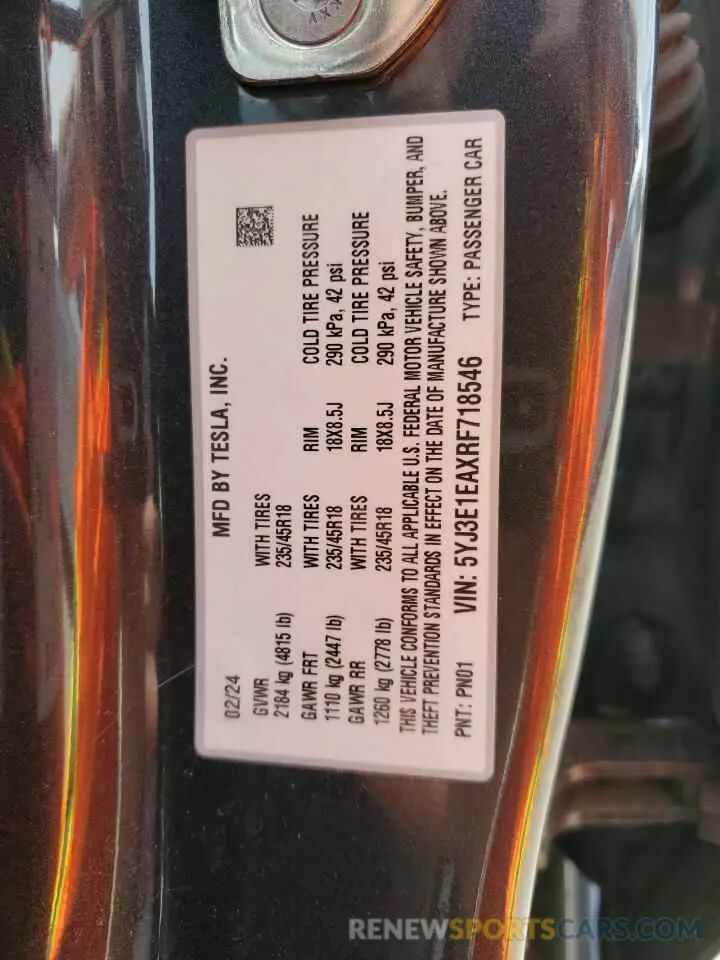 MFD BY TESLA, INC.
02/24
GVWR WITH TIRES
2184 kg (4815 lb) 235/45R18
GAWR FRT WITH TIRES RIM COLD TIRE PRESSURE
1110 kg (2447 lb) 235/45R18 18X8.5J 290 kPa, 42 psi
GAWR RR WITH TIRES RIM COLD TIRE PRESSURE
1260 kg (2778 lb) 235/45R18 18X8.5J 290 kPa, 42 psi
THIS VEHICLE CONFORMS TO ALL APPLICABLE U.S. FEDERAL MOTOR VEHICLE SAFETY, BUMPER, AND
THEFT PREVENTION STANDARDS IN EFFECT ON THE DATE OF MANUFACTURE SHOWN ABOVE.
PNT: PN01 VIN: 5YJ3E1EAXRF718546 TYPE: PASSENGER CAR
RENEWSPORTSCARS.COM